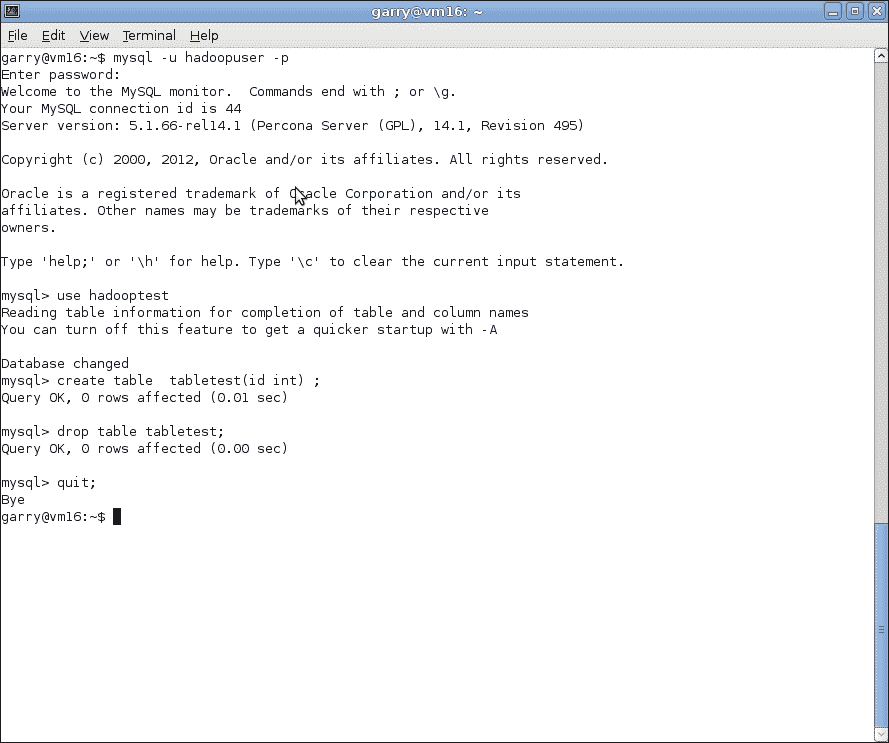 garry@vm16: ~
File Edit View Terminal Help
garry@vm16:~$ mysql -u hadoopuser -p
Enter password:
Welcome to the MySQL monitor.  Commands end with ; or \g.
Your MySQL connection id is 44
Server version: 5.1.66-rel14.1 (Percona Server (GPL), 14.1, Revision 495)
Copyright (c) 2000, 2012, Oracle and/or its affiliates. All rights reserved.
Oracle is a registered trademark of Oracle Corporation and/or its
affiliates. Other names may be trademarks of their respective
owners.
Type 'help;' or '\h' for help. Type '\c' to clear the current input statement.
mysql> use hadooptest
Reading table information for completion of table and column names
You can turn off this feature to get a quicker startup with -A
Database changed
mysql> create table  tabletest(id int) ;
Query OK, 0 rows affected (0.01 sec)
mysql> drop table tabletest;
Query OK, 0 rows affected (0.00 sec)
mysql> quit;
Bye
garry@vm16:~$